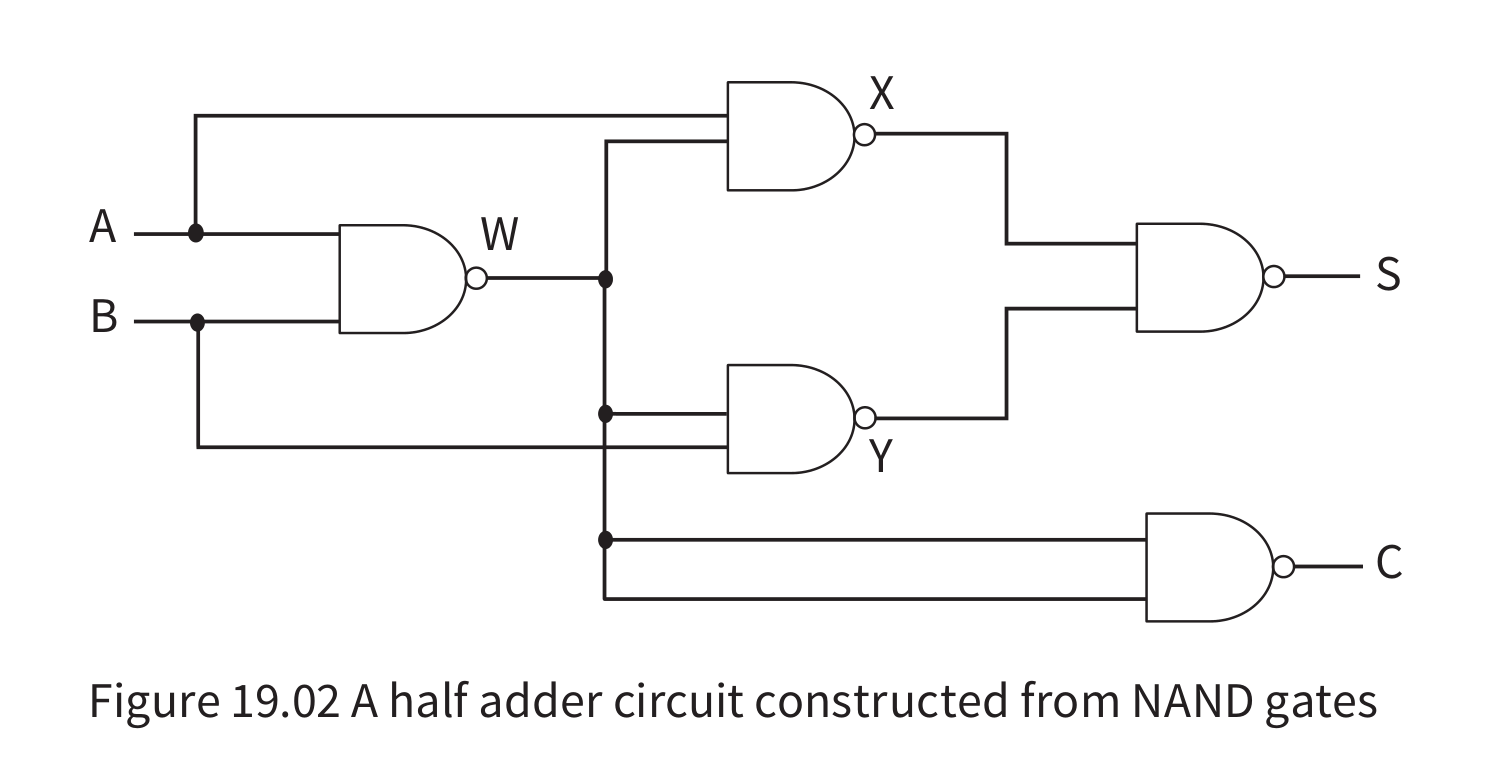 X
A
W
B
S
Y
C
Figure 19.02 A half adder circuit constructed from NAND gates